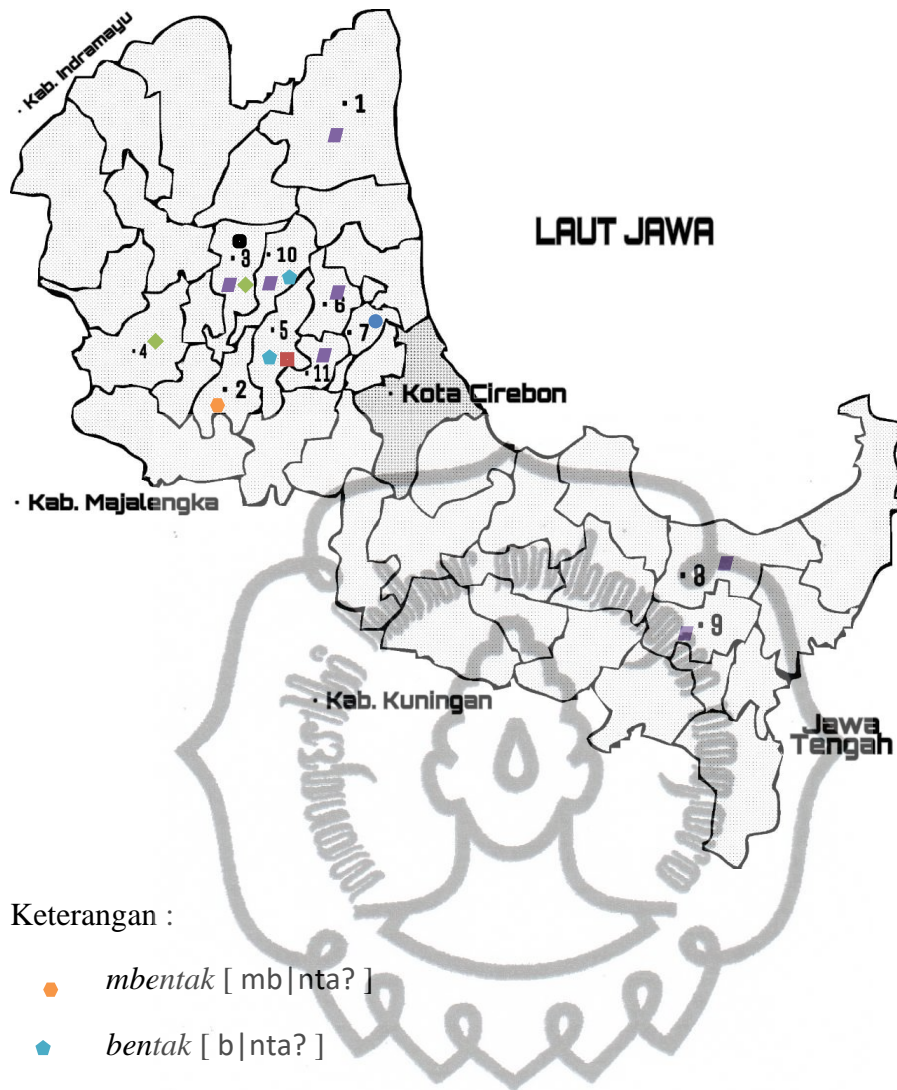 · Kab. Indramayu
· 1
LAUT JAWA
· 3
· 10
· 6
· 5
· 7
· 4
· 11
· 2
· Kota Cirebon
· Kab. Majalengka
· 8
· 9
· Kab. Kuningan
Jawa
Tengah
Keterangan :
mbentak [ mb|nta? ]
bentak [ b|nta? ]